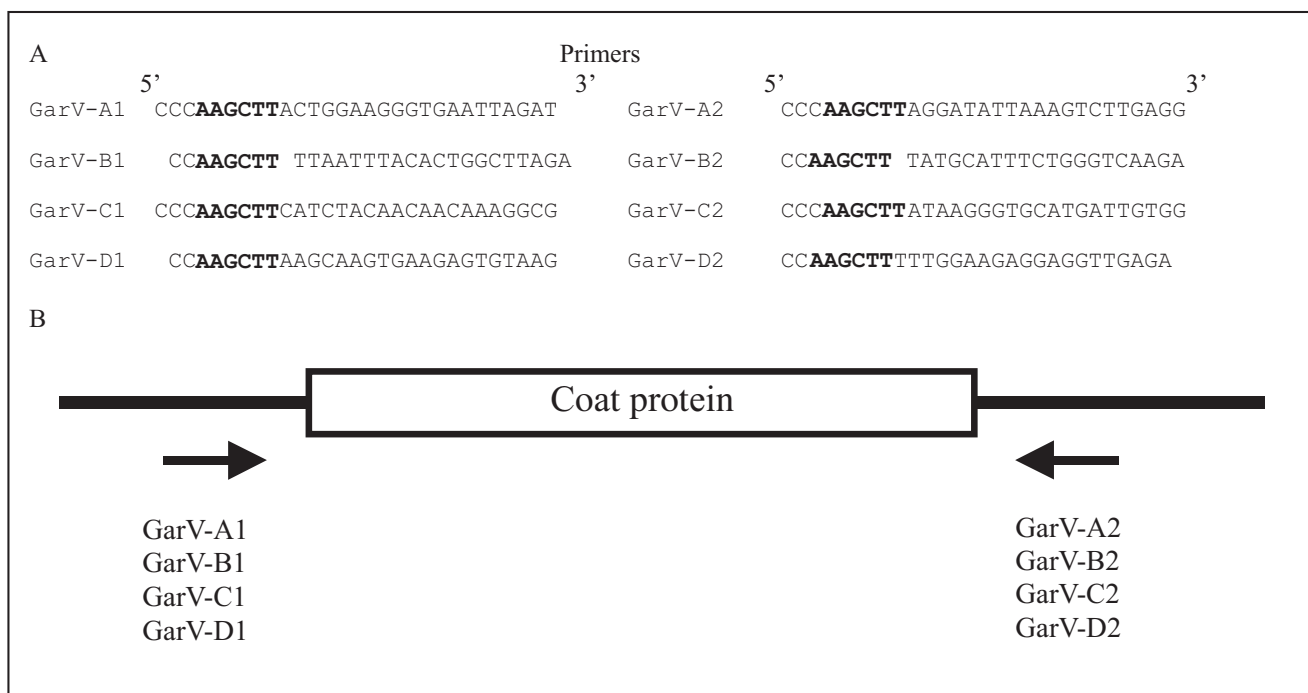 A Primers
5’ 3’ 5’ 3’
GarV-A1 CCCAAGCTTACTGGAAGGGTGAATTAGAT GarV-A2 CCCAAGCTTAGGATATTAAAGTCTTGAGG
GarV-B1 CCAAGCTT TTAATTTACACTGGCTTAGA GarV-B2 CCAAGCTT TATGCATTTCTGGGTCAAGA
GarV-C1 CCCAAGCTTCATCTACAACAACAAAGGCG GarV-C2 CCCAAGCTTATAAGGGTGCATGATTGTGG
GarV-D1 CCAAGCTTAAGCAAGTGAAGAGTGTAAG GarV-D2 CCAAGCTTTTTGGAAGAGGAGGTTGAGA
B
Coat protein
GarV-A1 GarV-A2
GarV-B1 GarV-B2
GarV-C1 GarV-C2
GarV-D1 GarV-D2